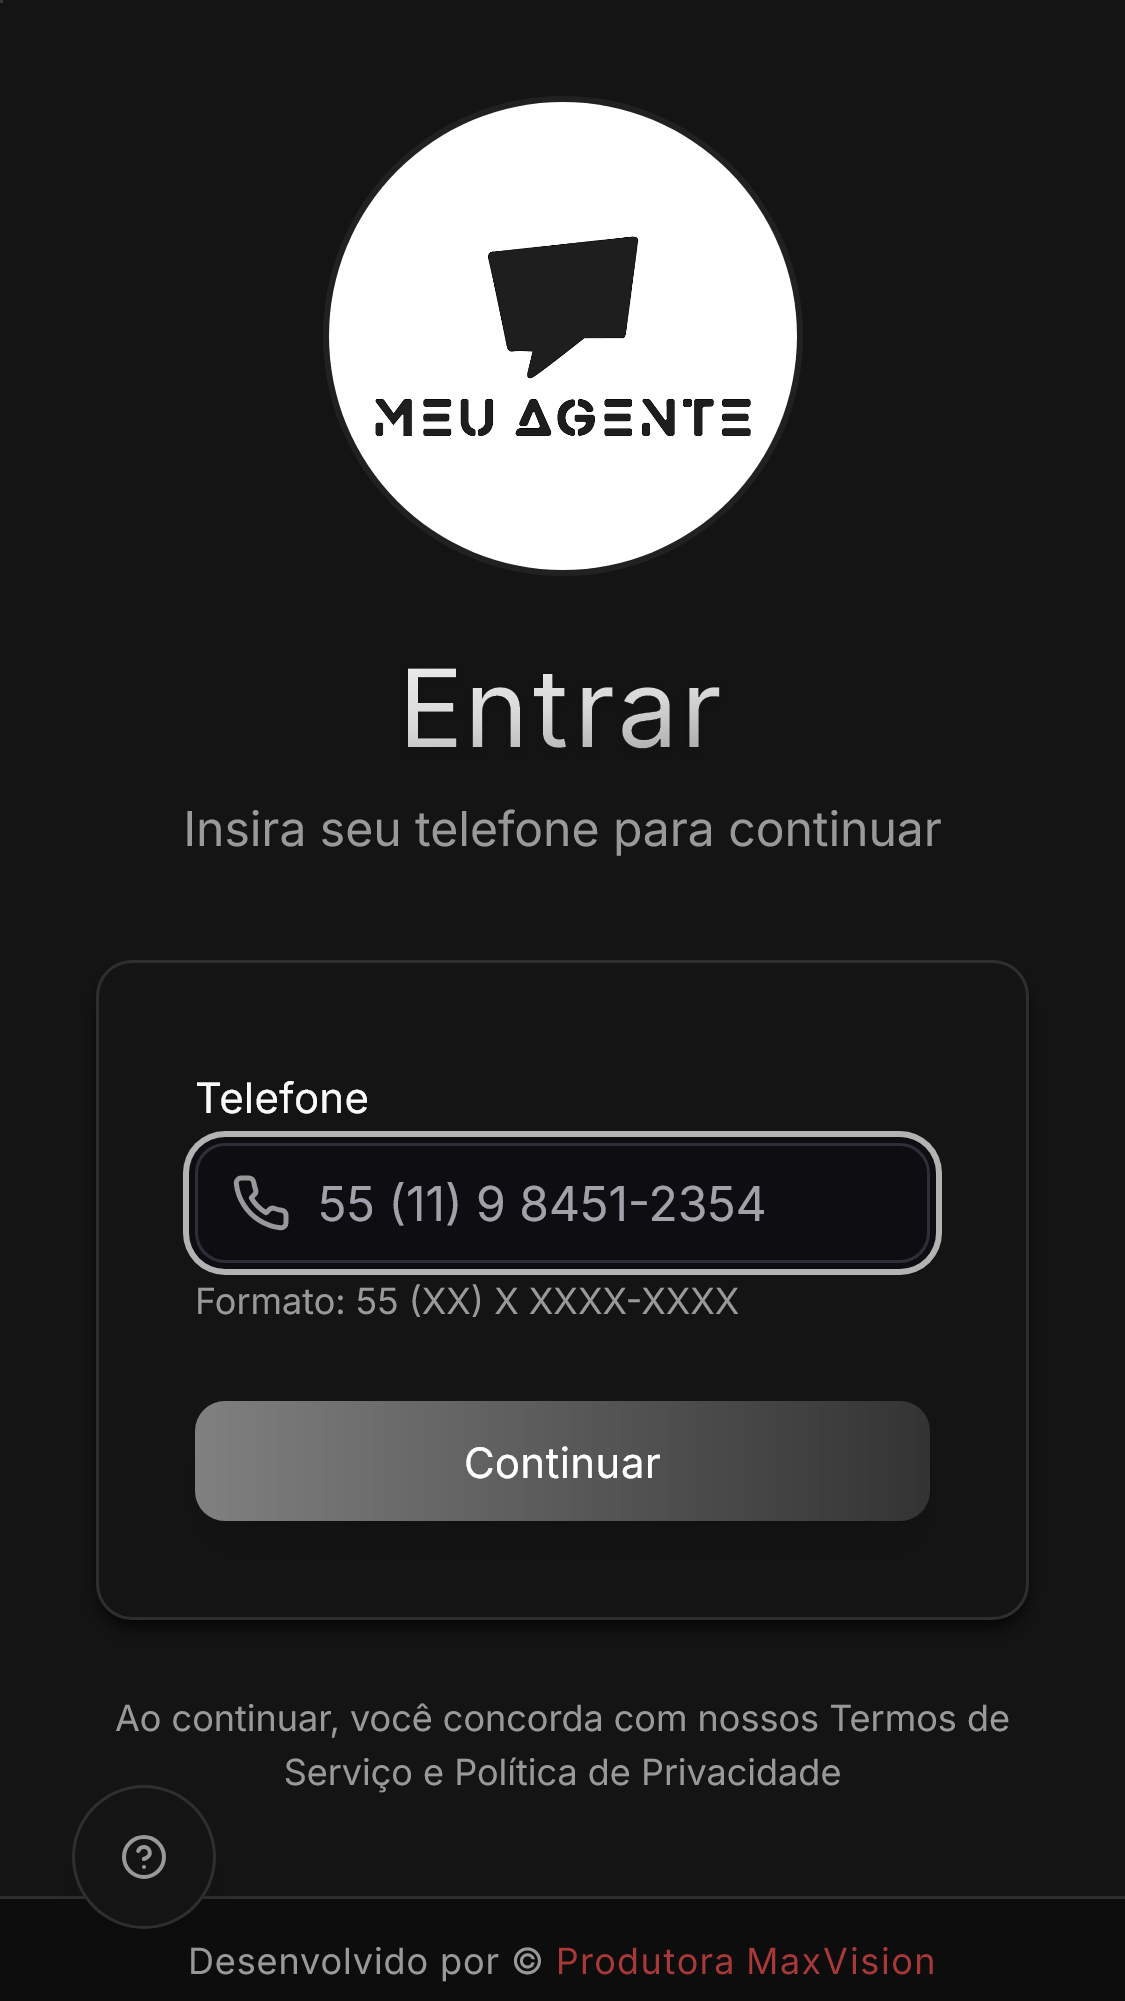 MEU AGENTE
Entrar
Insira seu telefone para continuar
Telefone
55 (11) 9 8451-2354
Formato: 55 (XX) X XXXX-XXXX
Continuar
Ao continuar, você concorda com nossos Termos de
Serviço e Política de Privacidade
?
Desenvolvido por © Produtora MaxVision